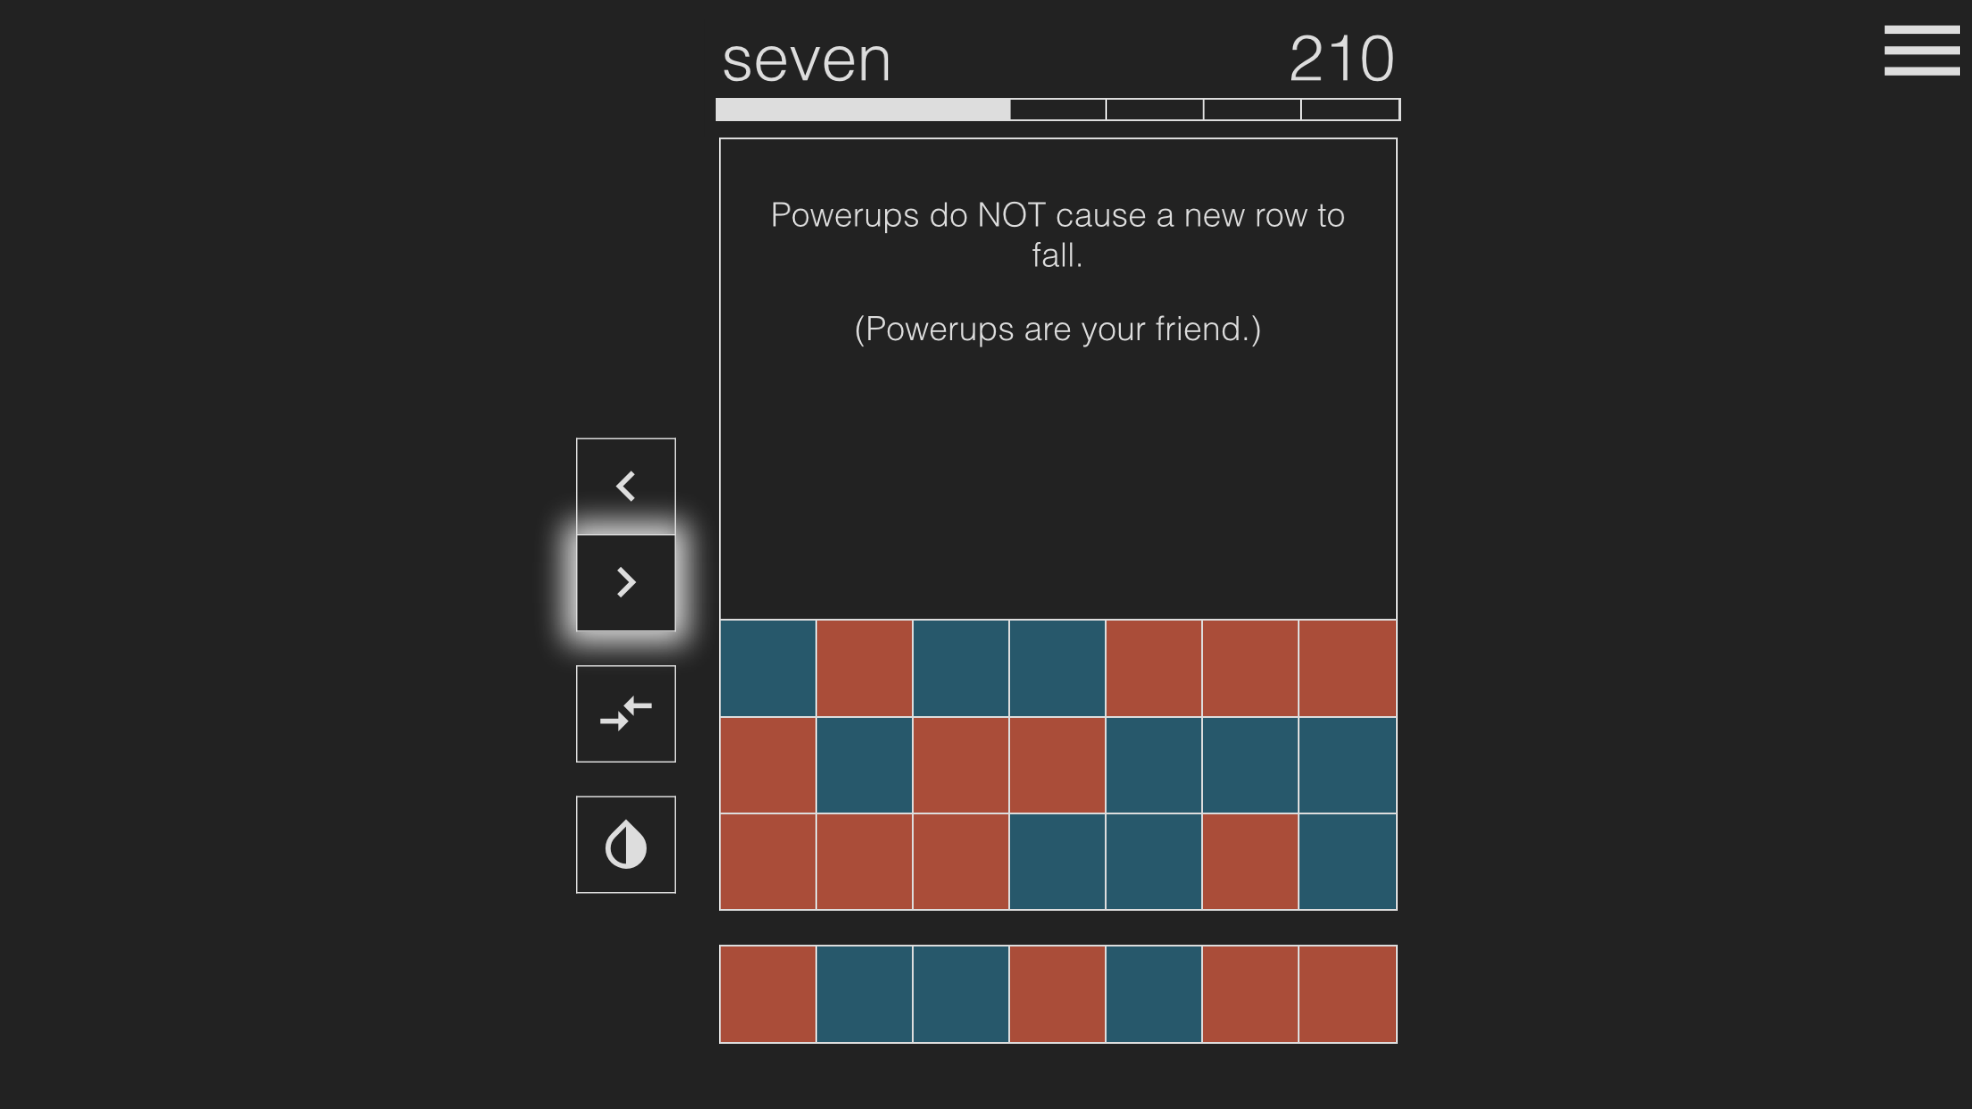 seven 210
Powerups do NOT cause a new row to
fall.
(Powerups are your friend.)